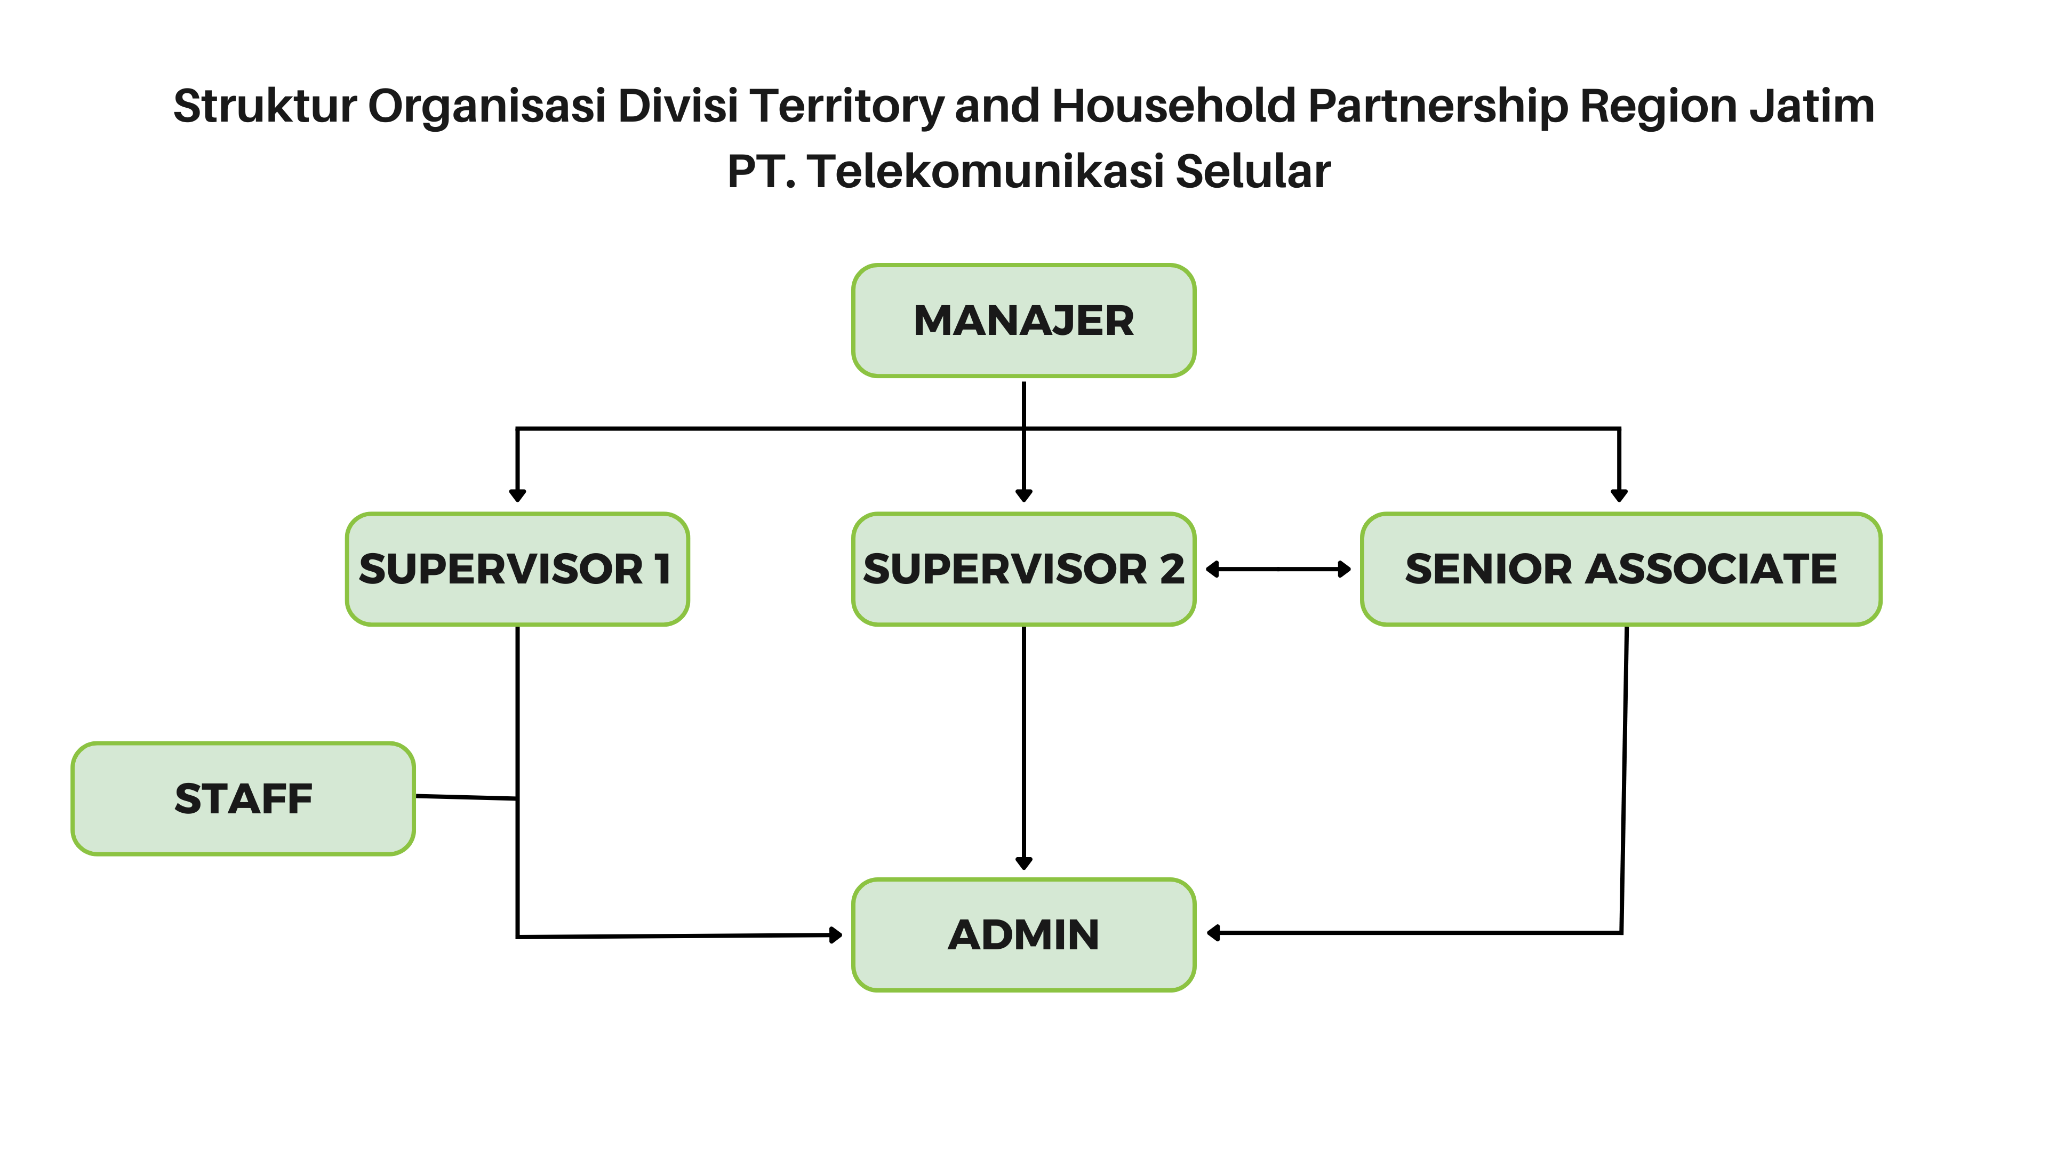 Struktur Organisasi Divisi Territory and Household Partnership Region Jatim
PT. Telekomunikasi Selular
MANAJER
SUPERVISOR 1
SUPERVISOR 2
SENIOR ASSOCIATE
STAFF
ADMIN